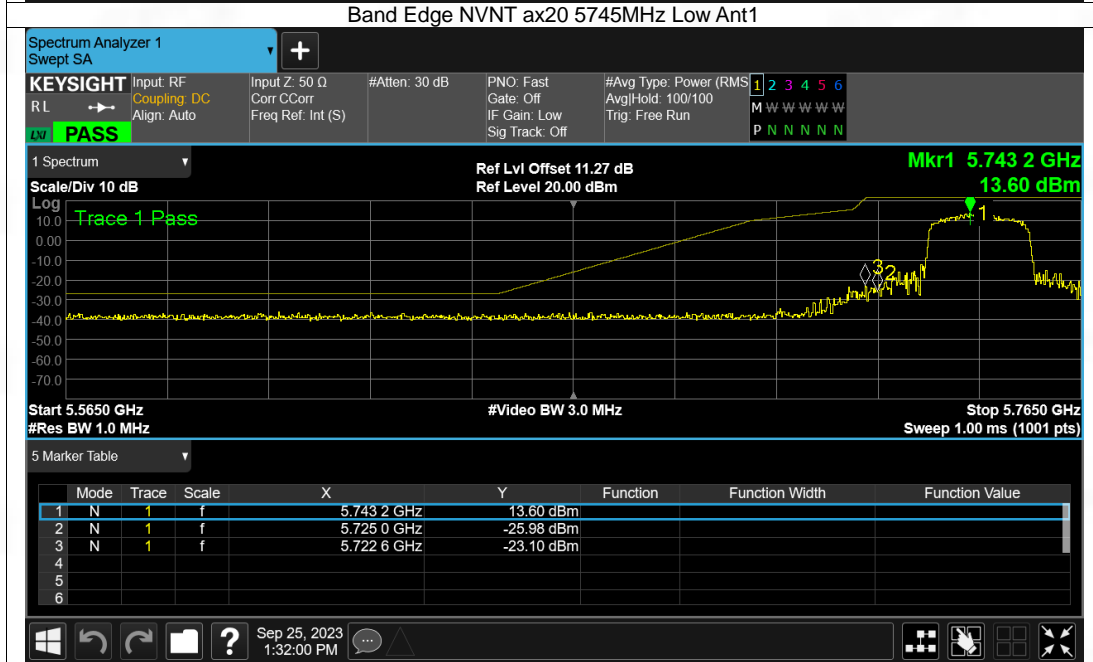 Band Edge NVNT ax20 5745MHz Low Ant1
Spectrum Analyzer 1
Swept SA
+
KEYSIGHT
R L
LXI
PASS
Input: RF
Coupling: DC
Align: Auto
Input Z: 50 Ω
Corr CCorr
Freq Ref: Int (S)
#Atten: 30 dB
PNO: Fast
Gate: Off
IF Gain: Low
Sig Track: Off
#Avg Type: Power (RMS
Avg|Hold: 100/100
Trig: Free Run
1 2 3 4 5 6
M W W W W W
P N N N N N
1 Spectrum
Scale/Div 10 dB
Ref Lvl Offset 11.27 dB
Ref Level 20.00 dBm
Mkr1 5.743 2 GHz
13.60 dBm
Log
Trace 1 Pass
10.0
0.00
-10.0
-20.0
-30.0
-40.0
-50.0
-60.0
-70.0
1
3
2
Start 5.5650 GHz
#Video BW 3.0 MHz
Stop 5.7650 GHz
#Res BW 1.0 MHz
Sweep 1.00 ms (1001 pts)
5 Marker Table
Mode Trace Scale X Y Function Function Width Function Value
1 N 1 f 5.743 2 GHz 13.60 dBm
2 N 1 f 5.725 0 GHz -25.98 dBm
3 N 1 f 5.722 6 GHz -23.10 dBm
4
5
6
?
Sep 25, 2023
1:32:00 PM